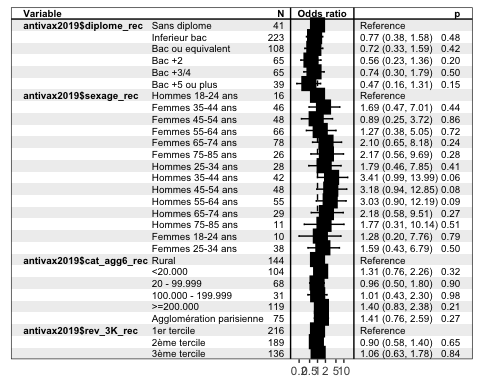 Variable N Odds ratio p
antivax2019$diplome_rec Sans diplome 41 Reference
Inferieur bac 223 0.77 (0.38, 1.58) 0.48
Bac ou equivalent 108 0.72 (0.33, 1.59) 0.42
Bac +2 65 0.56 (0.23, 1.36) 0.20
Bac +3/4 65 0.74 (0.30, 1.79) 0.50
Bac +5 ou plus 39 0.47 (0.16, 1.31) 0.15
antivax2019$sexage_rec Hommes 18-24 ans 16 Reference
Femmes 35-44 ans 46 1.69 (0.47, 7.01) 0.44
Femmes 45-54 ans 48 0.89 (0.25, 3.72) 0.86
Femmes 55-64 ans 66 1.27 (0.38, 5.05) 0.72
Femmes 65-74 ans 78 2.10 (0.65, 8.18) 0.24
Femmes 75-85 ans 26 2.17 (0.56, 9.69) 0.28
Hommes 25-34 ans 28 1.79 (0.46, 7.85) 0.41
Hommes 35-44 ans 42 3.41 (0.99, 13.99) 0.06
Hommes 45-54 ans 48 3.18 (0.94, 12.85) 0.08
Hommes 55-64 ans 55 3.03 (0.90, 12.19) 0.09
Hommes 65-74 ans 29 2.18 (0.58, 9.51) 0.27
Hommes 75-85 ans 11 1.77 (0.31, 10.14) 0.51
Femmes 18-24 ans 10 1.28 (0.20, 7.76) 0.79
Femmes 25-34 ans 38 1.59 (0.43, 6.79) 0.50
antivax2019$cat_agg6_rec Rural 144 Reference
<20.000 104 1.31 (0.76, 2.26) 0.32
20 - 99.999 68 0.96 (0.50, 1.80) 0.90
100.000 - 199.999 31 1.01 (0.43, 2.30) 0.98
>=200.000 119 1.40 (0.83, 2.38) 0.21
Agglomération parisienne 75 1.41 (0.76, 2.59) 0.27
antivax2019$rev_3K_rec 1er tercile 216 Reference
2ème tercile 189 0.90 (0.58, 1.40) 0.65
3ème tercile 136 1.06 (0.63, 1.78) 0.84
0.2 0.5 1 2 5 10